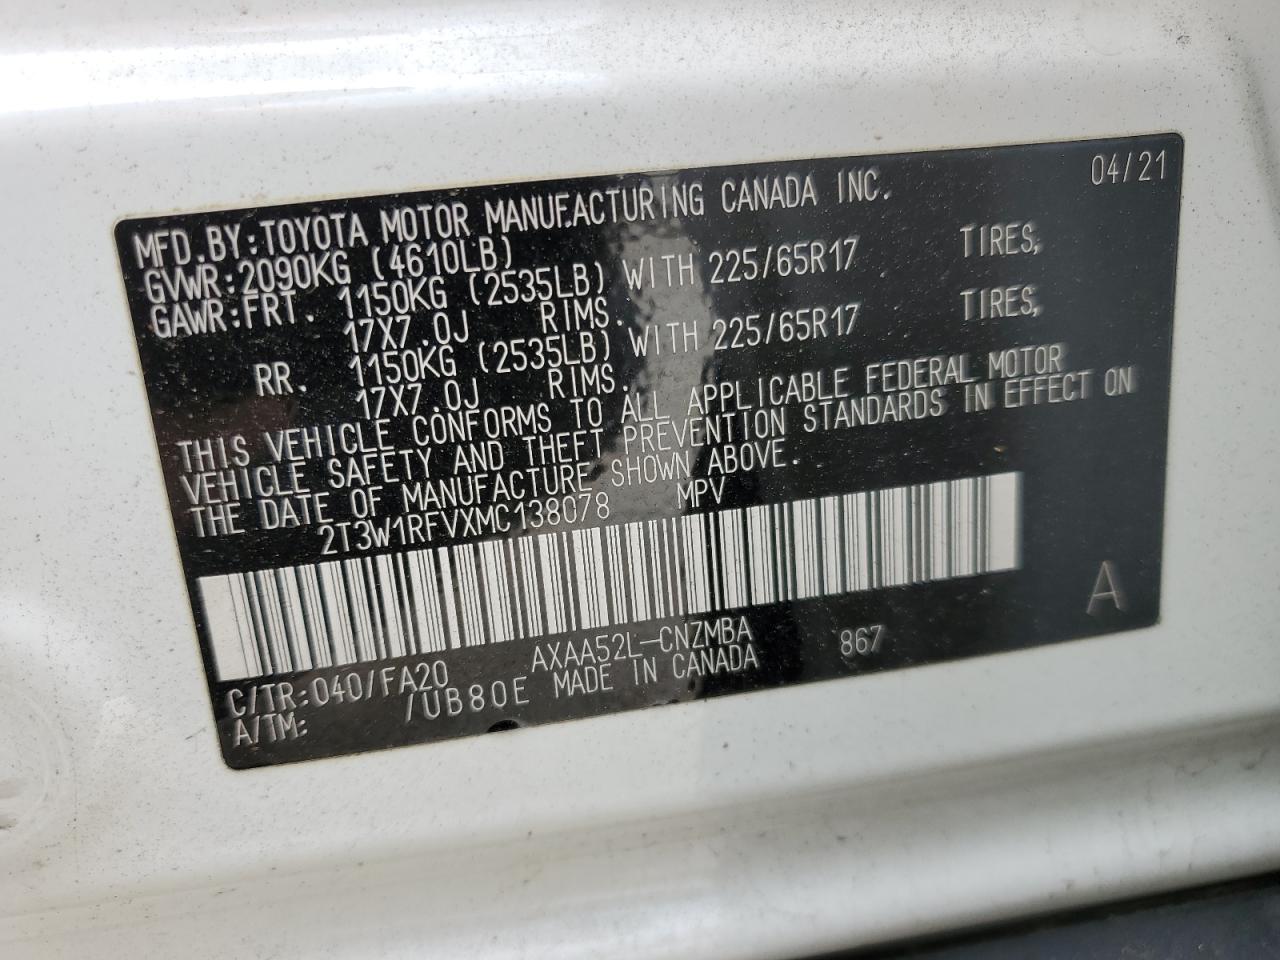 04/21
MFD.BY:TOYOTA MOTOR MANUFACTURING CANADA INC.
GVWR:2090KG (4610LB)
GAWR:FRT. 1150KG (2535LB) WITH 225/65R17 TIRES,
17X7.0J RIMS.
RR. 1150KG (2535LB) WITH 225/65R17 TIRES,
17X7.0J RIMS.
THIS VEHICLE CONFORMS TO ALL APPLICABLE FEDERAL MOTOR
VEHICLE SAFETY AND THEFT PREVENTION STANDARDS IN EFFECT ON
THE DATE OF MANUFACTURE SHOWN ABOVE.
2T3W1RFVXMC138078 MPV
A
C/TR:040/FA20 AXAA52L-CNZMBA 867
A/TM: /UB80E MADE IN CANADA